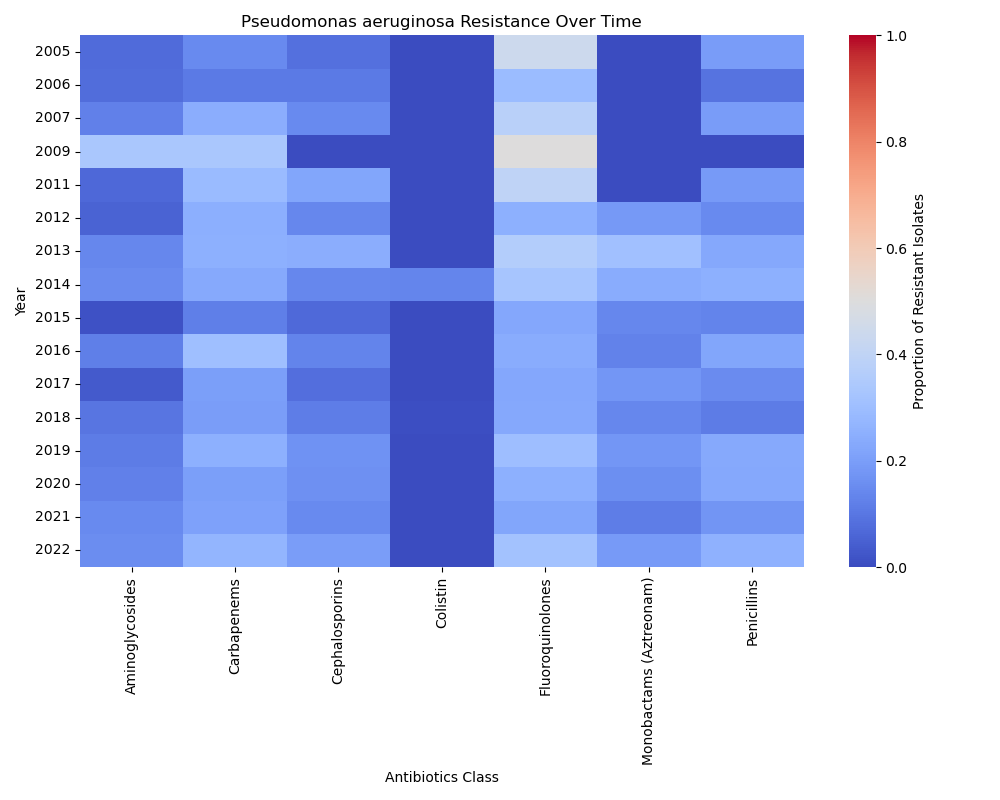 Pseudomonas aeruginosa Resistance Over Time
Year
2005
2006
2007
2009
2011
2012
2013
2014
2015
2016
2017
2018
2019
2020
2021
2022
Aminoglycosides
Carbapenems
Cephalosporins
Colistin
Fluoroquinolones
Monobactams (Aztreonam)
Penicillins
Antibiotics Class
1.0
0.8
0.6
0.4
0.2
0.0
Proportion of Resistant Isolates